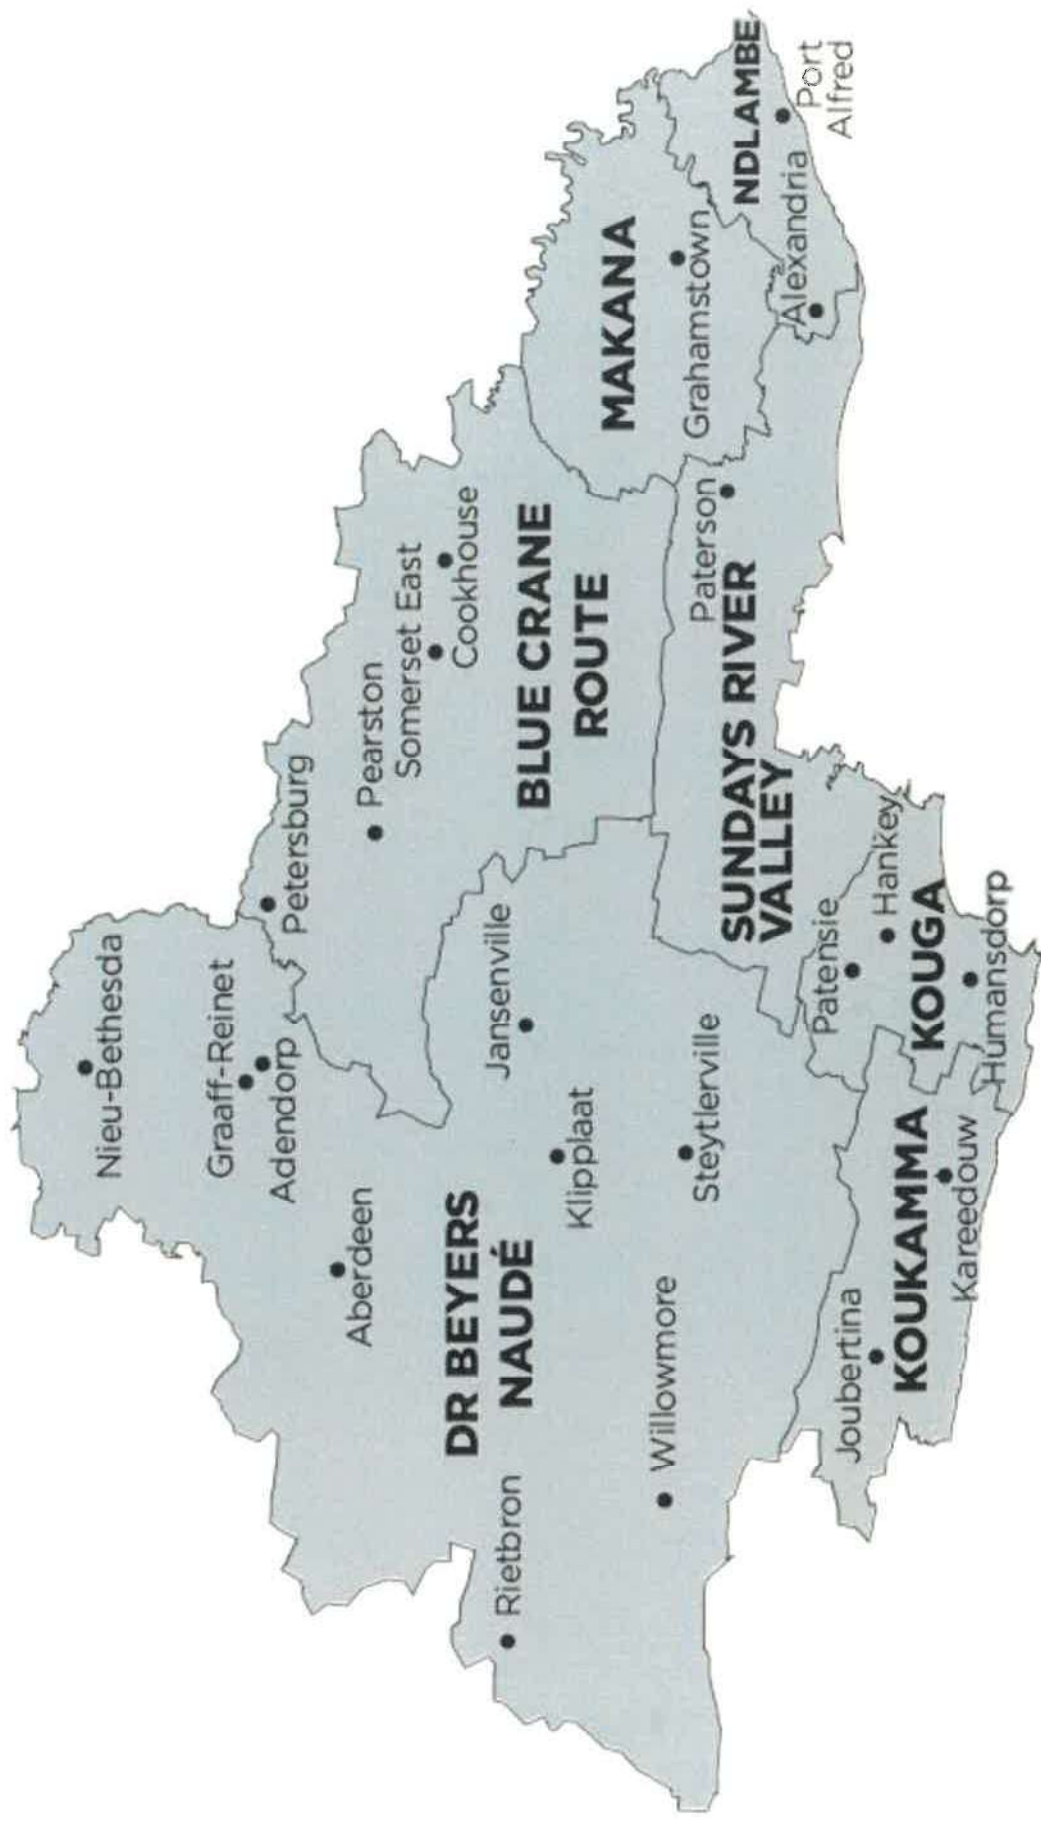 Nieu-Bethesda
Graaff-Reinet
Adendorp
Petersburg
Aberdeen
Pearston
Somerset East
Cookhouse
DR BEYERS
NAUDÉ
Jansenville
Rietbron
Klipplaat
BLUE CRANE
ROUTE
MAKANA
Willowmore
Steytlerville
Grahamstown
Paterson
SUNDAYS RIVER
VALLEY
NDLAMBE
Alexandria
Port
Alfred
Joubertina
Patensie
Hankey
KOUKAMMA
KOUGA
Kareedouw
Humansdorp